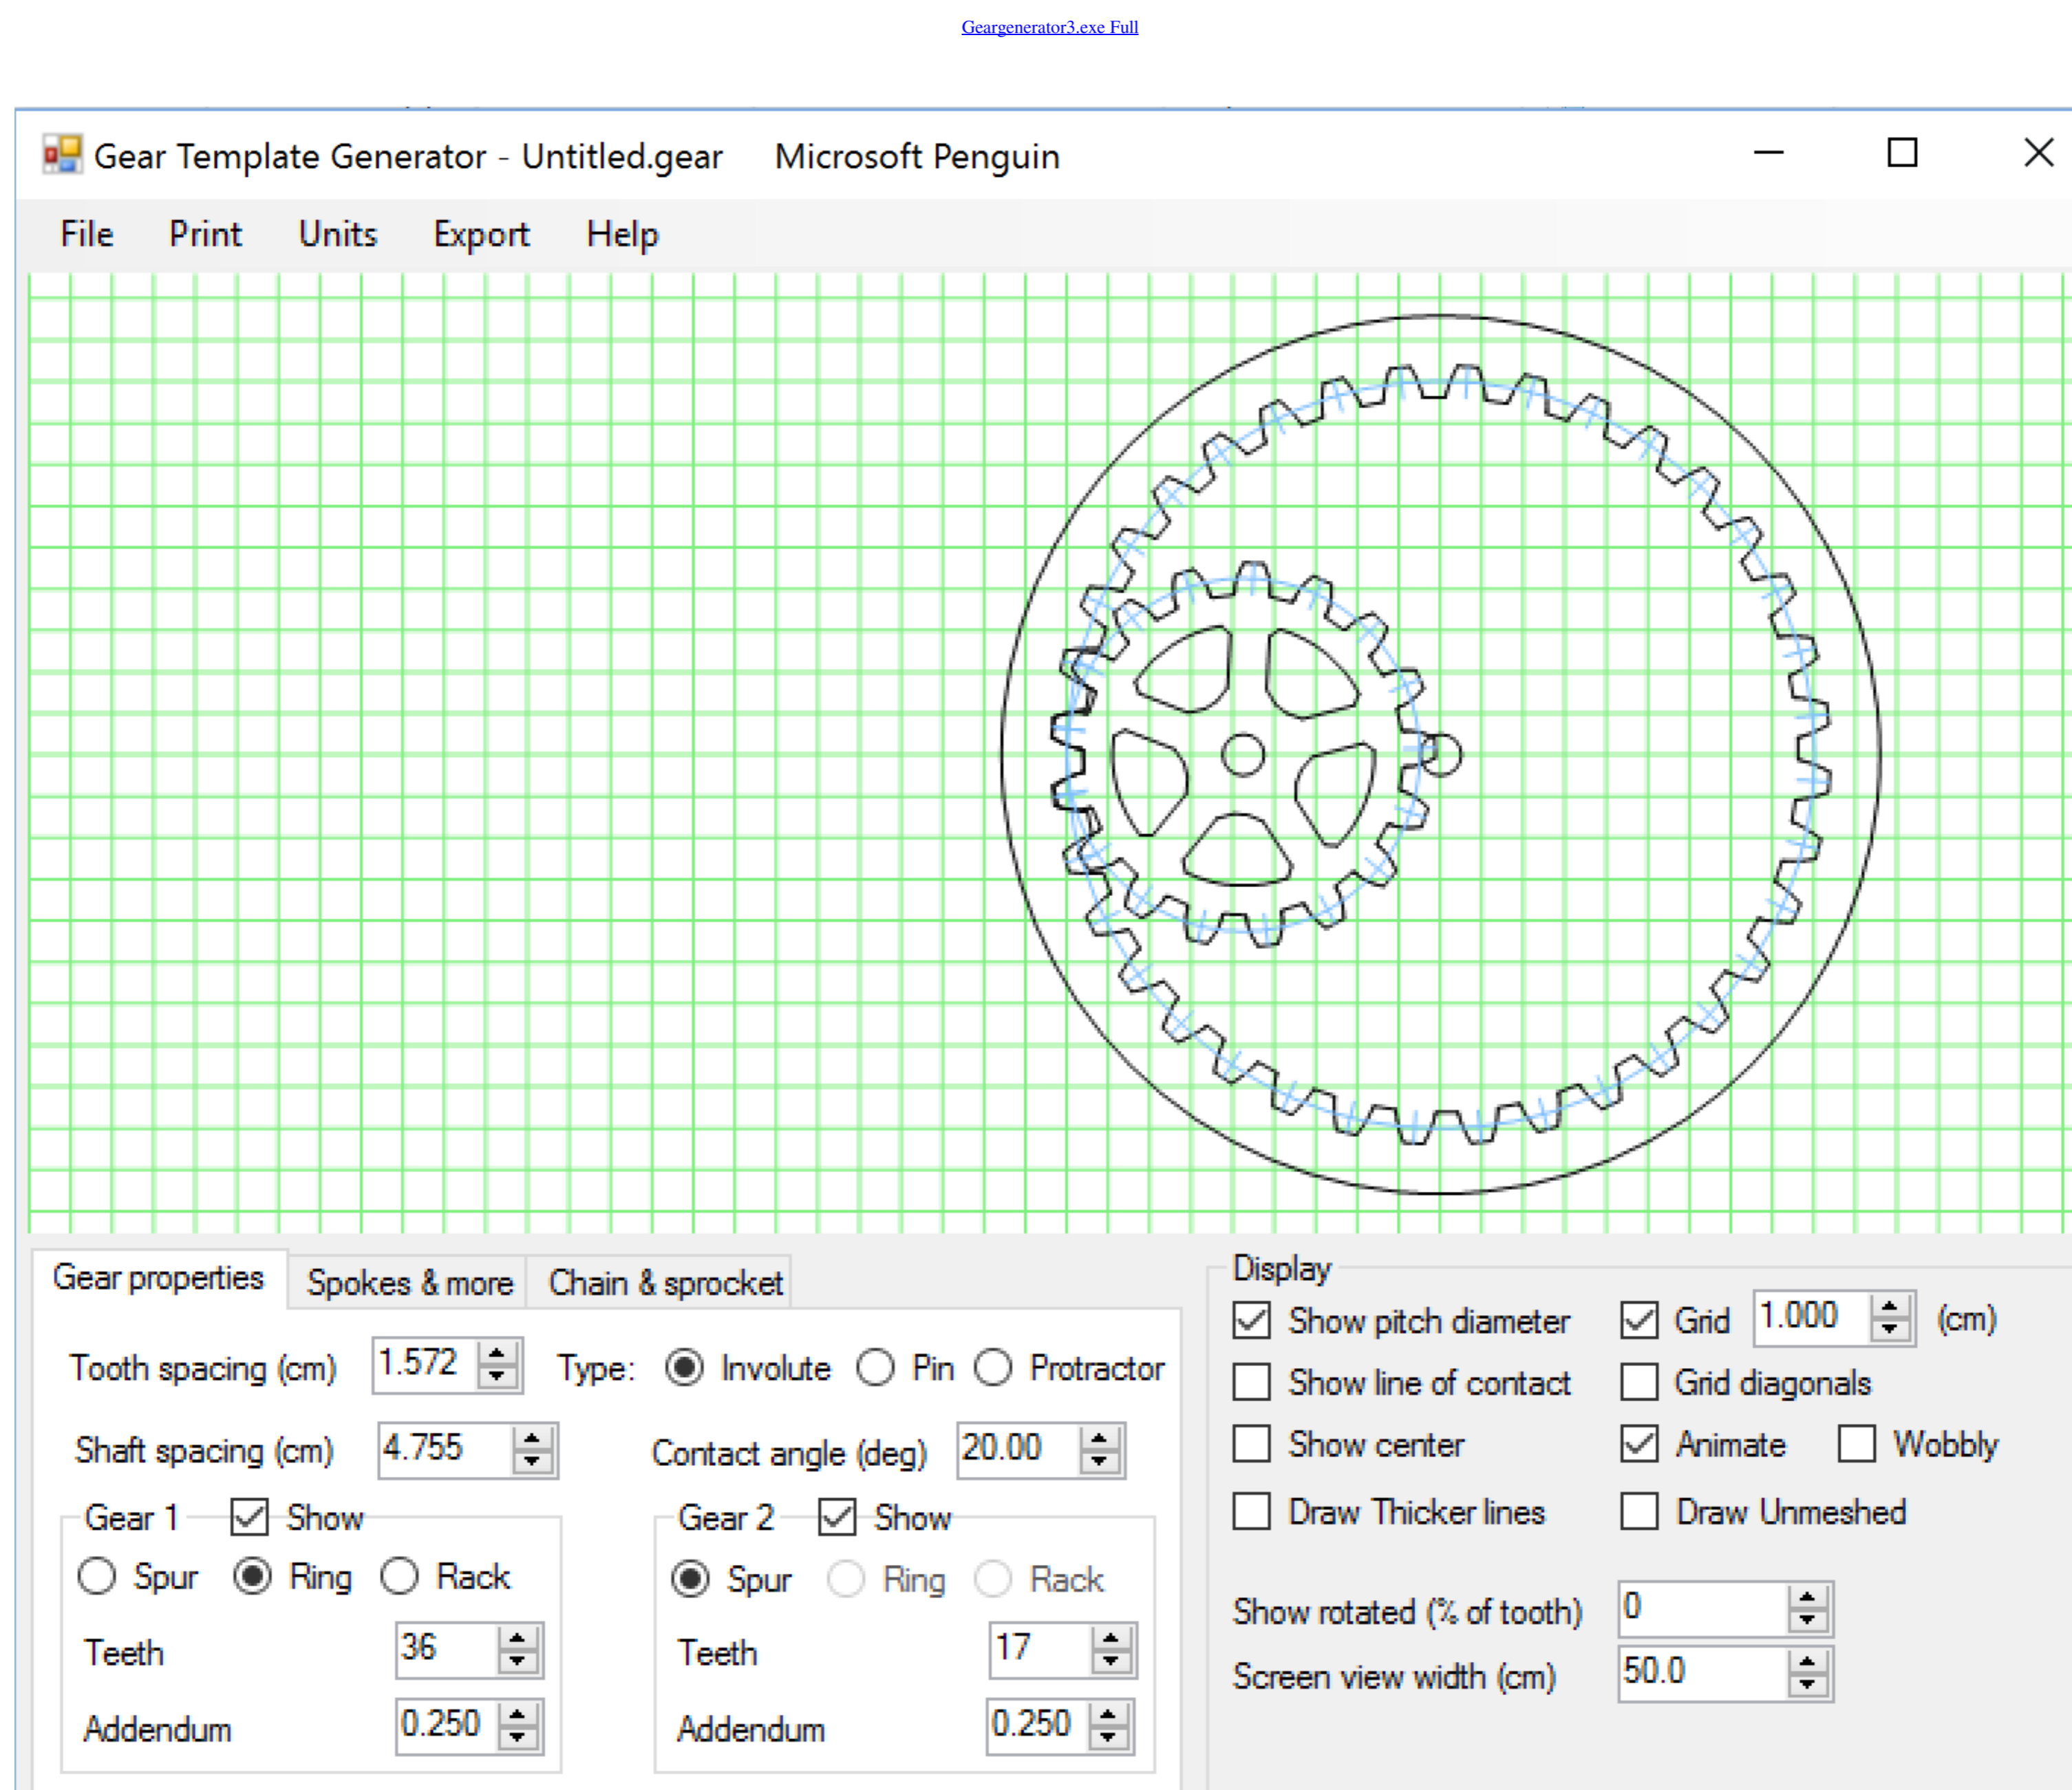 Geargenerator3.exe Full
Gear Template Generator - Untitled.gear Microsoft Penguin
File Print Units Export Help
Gear properties Spokes & more Chain & sprocket
Tooth spacing (cm) 1.572 Type: Involute Pin Protractor
Shaft spacing (cm) 4.755 Contact angle (deg) 20.00
Gear 1 Show
Spur Ring Rack
Teeth 36
Addendum 0.250
Gear 2 Show
Spur Ring Rack
Teeth 17
Addendum 0.250
Display
Show pitch diameter Grid 1.000 (cm)
Show line of contact Grid diagonals
Show center Animate Wobbly
Draw Thicker lines Draw Unmeshed
Show rotated (% of tooth) 0
Screen view width (cm) 50.0